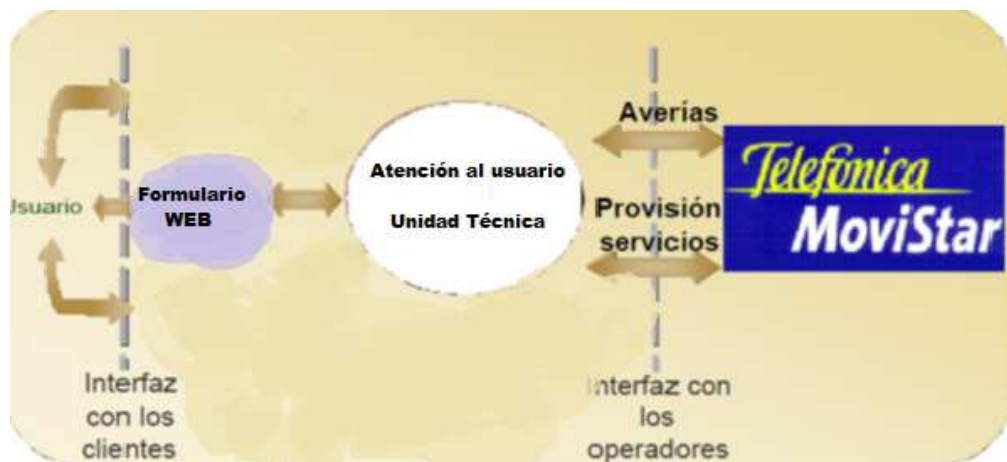 Usuario
Formulario
WEB
Atención al usuario
Unidad Técnica
Averías
Provisión
servicios
Telefónica
MoviStar
Interfaz
con los
clientes
Interfaz con
los
operadores